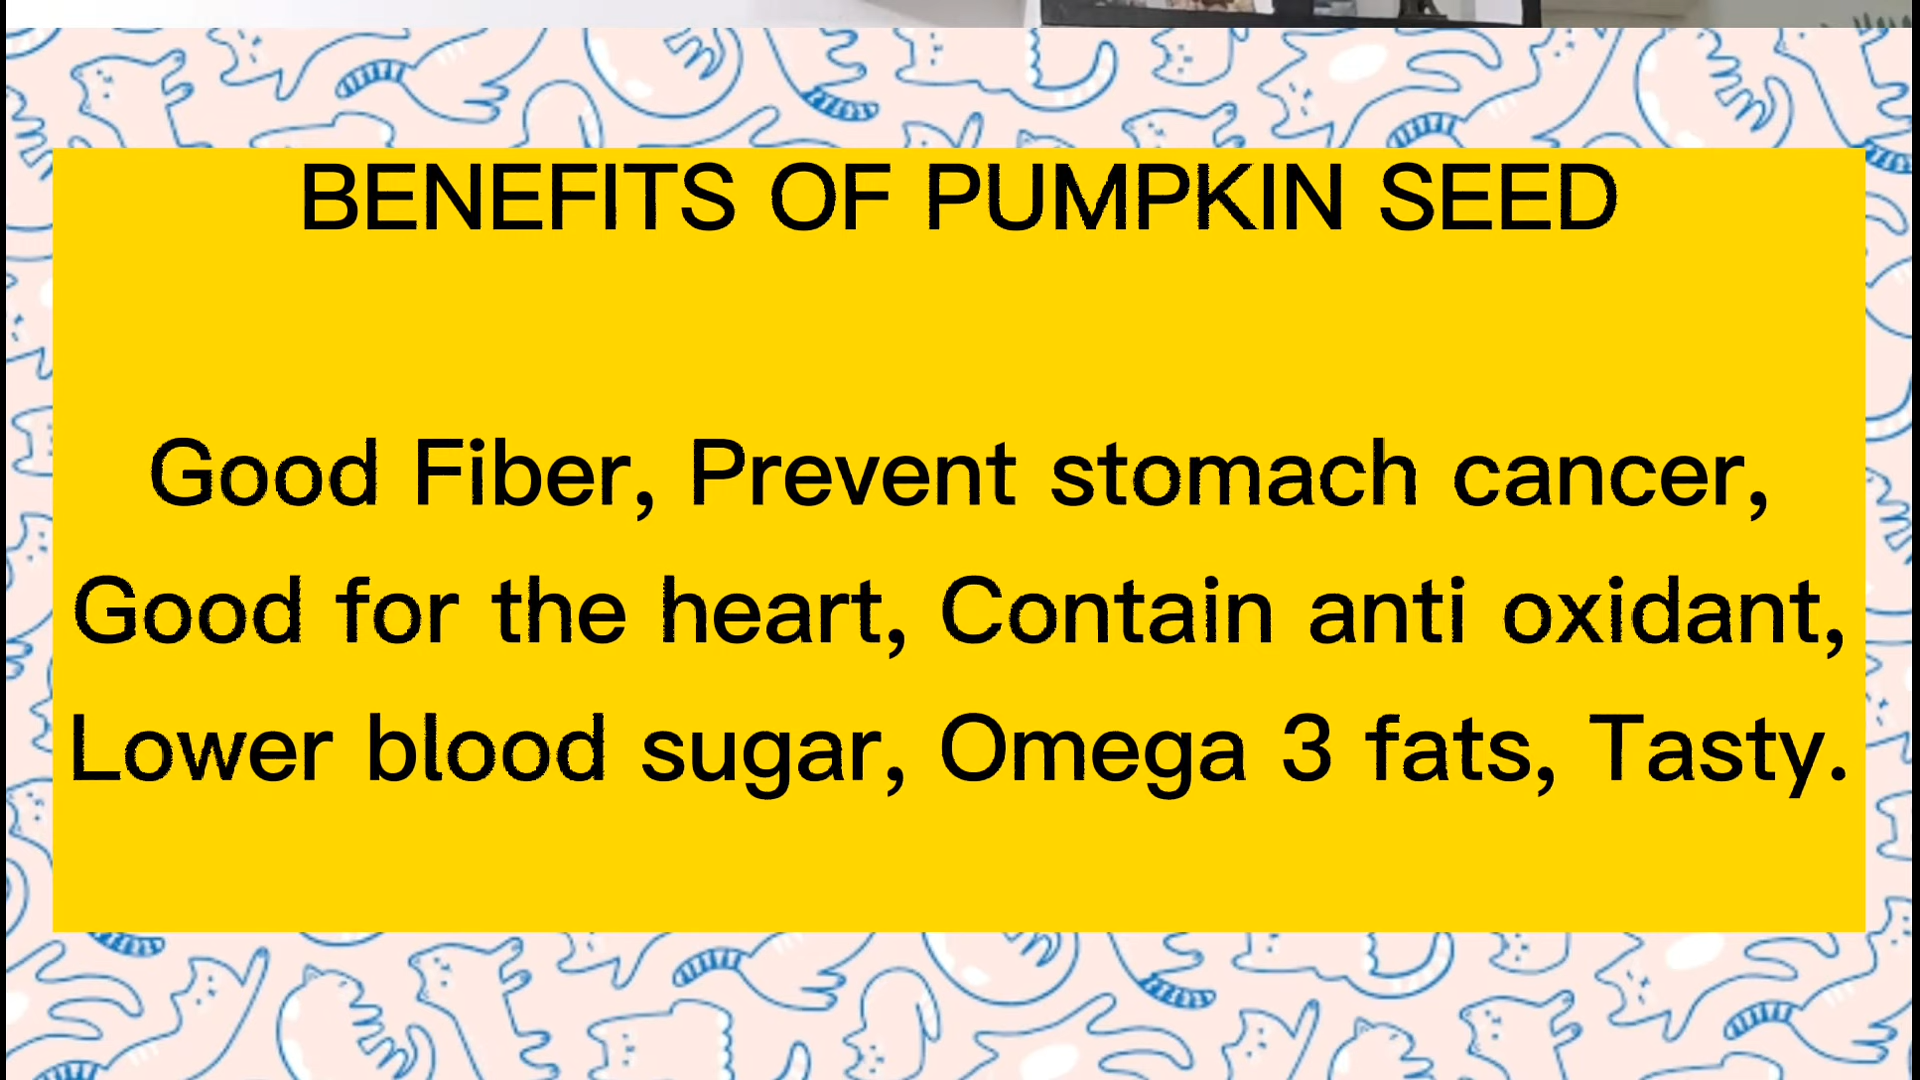 BENEFITS OF PUMPKIN SEED
Good Fiber, Prevent stomach cancer,
Good for the heart, Contain anti oxidant,
Lower blood sugar, Omega 3 fats, Tasty.